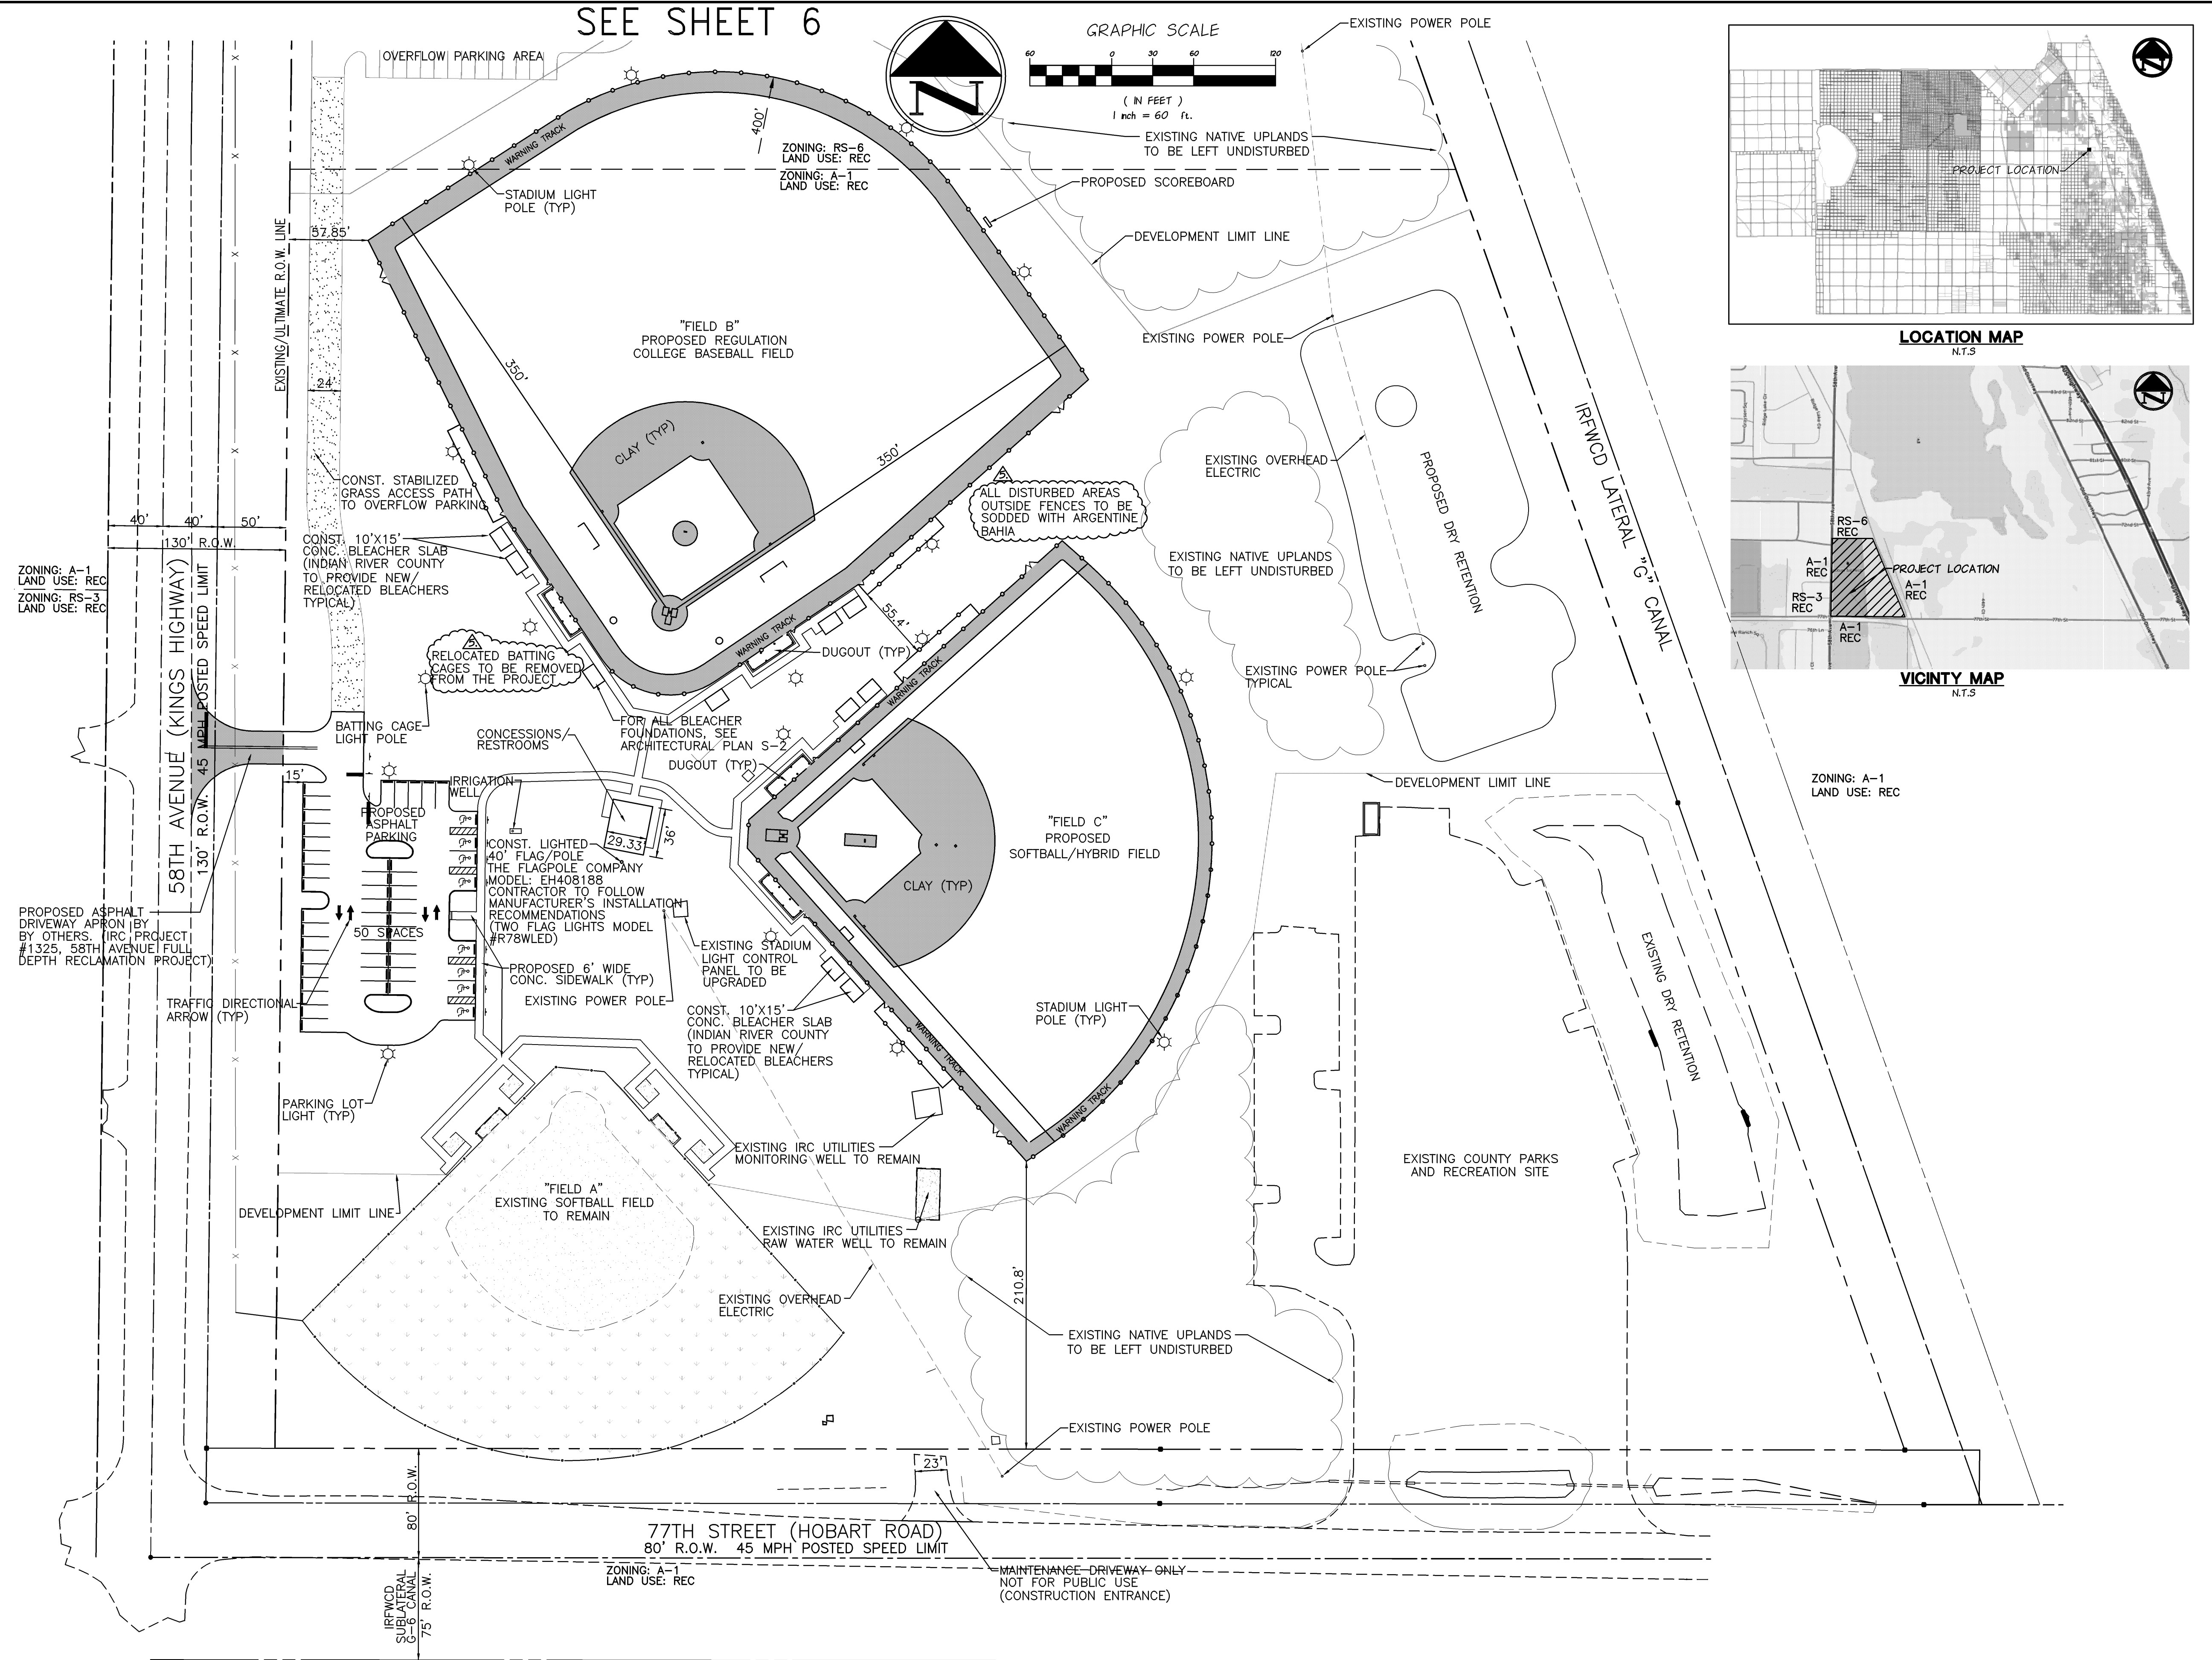 SEE SHEET 6
OVERFLOW PARKING AREA
N
GRAPHIC SCALE
60 0 30 60 120
( IN FEET )
1 inch = 60 ft.
EXISTING POWER POLE
EXISTING NATIVE UPLANDS
TO BE LEFT UNDISTURBED
PROPOSED SCOREBOARD
DEVELOPMENT LIMIT LINE
WARNING TRACK
400'
ZONING: RS-6
LAND USE: REC
ZONING: A-1
LAND USE: REC
STADIUM LIGHT
POLE (TYP)
57.85'
EXISTING/ULTIMATE R.O.W. LINE
24'
"FIELD B"
PROPOSED REGULATION
COLLEGE BASEBALL FIELD
350'
350'
CLAY (TYP)
EXISTING POWER POLE
EXISTING OVERHEAD
ELECTRIC
PROPOSED DRY RETENTION
IRFWCD LATERAL "G" CANAL
CONST. STABILIZED
GRASS ACCESS PATH
TO OVERFLOW PARKING
5
ALL DISTURBED AREAS
OUTSIDE FENCES TO BE
SODDED WITH ARGENTINE
BAHIA
EXISTING NATIVE UPLANDS
TO BE LEFT UNDISTURBED
40' 40' 50'
130' R.O.W.
CONST. 10'X15'
CONC. BLEACHER SLAB
(INDIAN RIVER COUNTY
TO PROVIDE NEW/
RELOCATED BLEACHERS
TYPICAL)
ZONING: A-1
LAND USE: REC
ZONING: RS-3
LAND USE: REC
58TH AVENUE (KINGS HIGHWAY)
130' R.O.W. 45 MPH POSTED SPEED LIMIT
5
RELOCATED BATTING
CAGES TO BE REMOVED
FROM THE PROJECT
WARNING TRACK
55.4'
DUGOUT (TYP)
WARNING TRACK
EXISTING POWER POLE
TYPICAL
BATTING CAGE
LIGHT POLE
FOR ALL BLEACHER
FOUNDATIONS, SEE
ARCHITECTURAL PLAN S-2
CONCESSIONS/
RESTROOMS
DUGOUT (TYP)
15'
IRRIGATION
WELL
PROPOSED
ASPHALT
PARKING
29.33'
36'
CONST. LIGHTED
40' FLAG/POLE
THE FLAGPOLE COMPANY
MODEL: EH408188
CONTRACTOR TO FOLLOW
MANUFACTURER'S INSTALLATION
RECOMMENDATIONS
(TWO FLAG LIGHTS MODEL
#R78WLED)
50 SPACES
"FIELD C"
PROPOSED
SOFTBALL/HYBRID FIELD
CLAY (TYP)
DEVELOPMENT LIMIT LINE
ZONING: A-1
LAND USE: REC
PROPOSED ASPHALT
DRIVEWAY APRON BY
BY OTHERS. (IRC PROJECT
#1325, 58TH AVENUE FULL
DEPTH RECLAMATION PROJECT)
EXISTING STADIUM
LIGHT CONTROL
PANEL TO BE
UPGRADED
PROPOSED 6' WIDE
CONC. SIDEWALK (TYP)
EXISTING POWER POLE
TRAFFIC DIRECTIONAL
ARROW (TYP)
CONST. 10'X15'
CONC. BLEACHER SLAB
(INDIAN RIVER COUNTY
TO PROVIDE NEW/
RELOCATED BLEACHERS
TYPICAL)
STADIUM LIGHT
POLE (TYP)
WARNING TRACK
WARNING TRACK
EXISTING DRY RETENTION
PARKING LOT
LIGHT (TYP)
EXISTING IRC UTILITIES
MONITORING WELL TO REMAIN
EXISTING COUNTY PARKS
AND RECREATION SITE
"FIELD A"
EXISTING SOFTBALL FIELD
TO REMAIN
DEVELOPMENT LIMIT LINE
EXISTING IRC UTILITIES
RAW WATER WELL TO REMAIN
210.8'
EXISTING OVERHEAD
ELECTRIC
EXISTING NATIVE UPLANDS
TO BE LEFT UNDISTURBED
EXISTING POWER POLE
23'
80' R.O.W.
77TH STREET (HOBART ROAD)
80' R.O.W. 45 MPH POSTED SPEED LIMIT
ZONING: A-1
LAND USE: REC
MAINTENANCE DRIVEWAY ONLY
NOT FOR PUBLIC USE
(CONSTRUCTION ENTRANCE)
IRFWCD
SUBLATERAL
G-6 CANAL
75' R.O.W.
N
PROJECT LOCATION
LOCATION MAP
N.T.S
N
RS-6
REC
A-1
REC
PROJECT LOCATION
RS-3
REC
A-1
REC
A-1
REC
VICINTY MAP
N.T.S